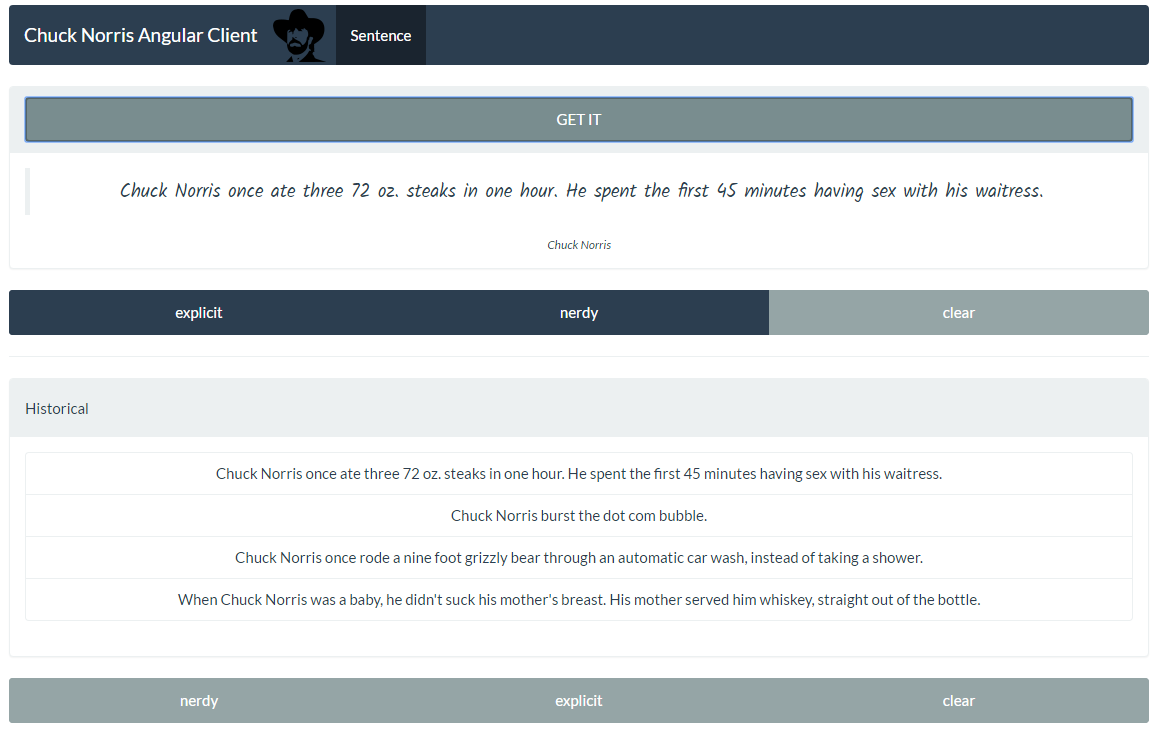 Chuck Norris Angular Client Sentence
GET IT
Chuck Norris once ate three 72 oz. steaks in one hour. He spent the first 45 minutes having sex with his waitress.
Chuck Norris
explicit nerdy clear
Historical
Chuck Norris once ate three 72 oz. steaks in one hour. He spent the first 45 minutes having sex with his waitress.
Chuck Norris burst the dot com bubble.
Chuck Norris once rode a nine foot grizzly bear through an automatic car wash, instead of taking a shower.
When Chuck Norris was a baby, he didn't suck his mother's breast. His mother served him whiskey, straight out of the bottle.
nerdy explicit clear